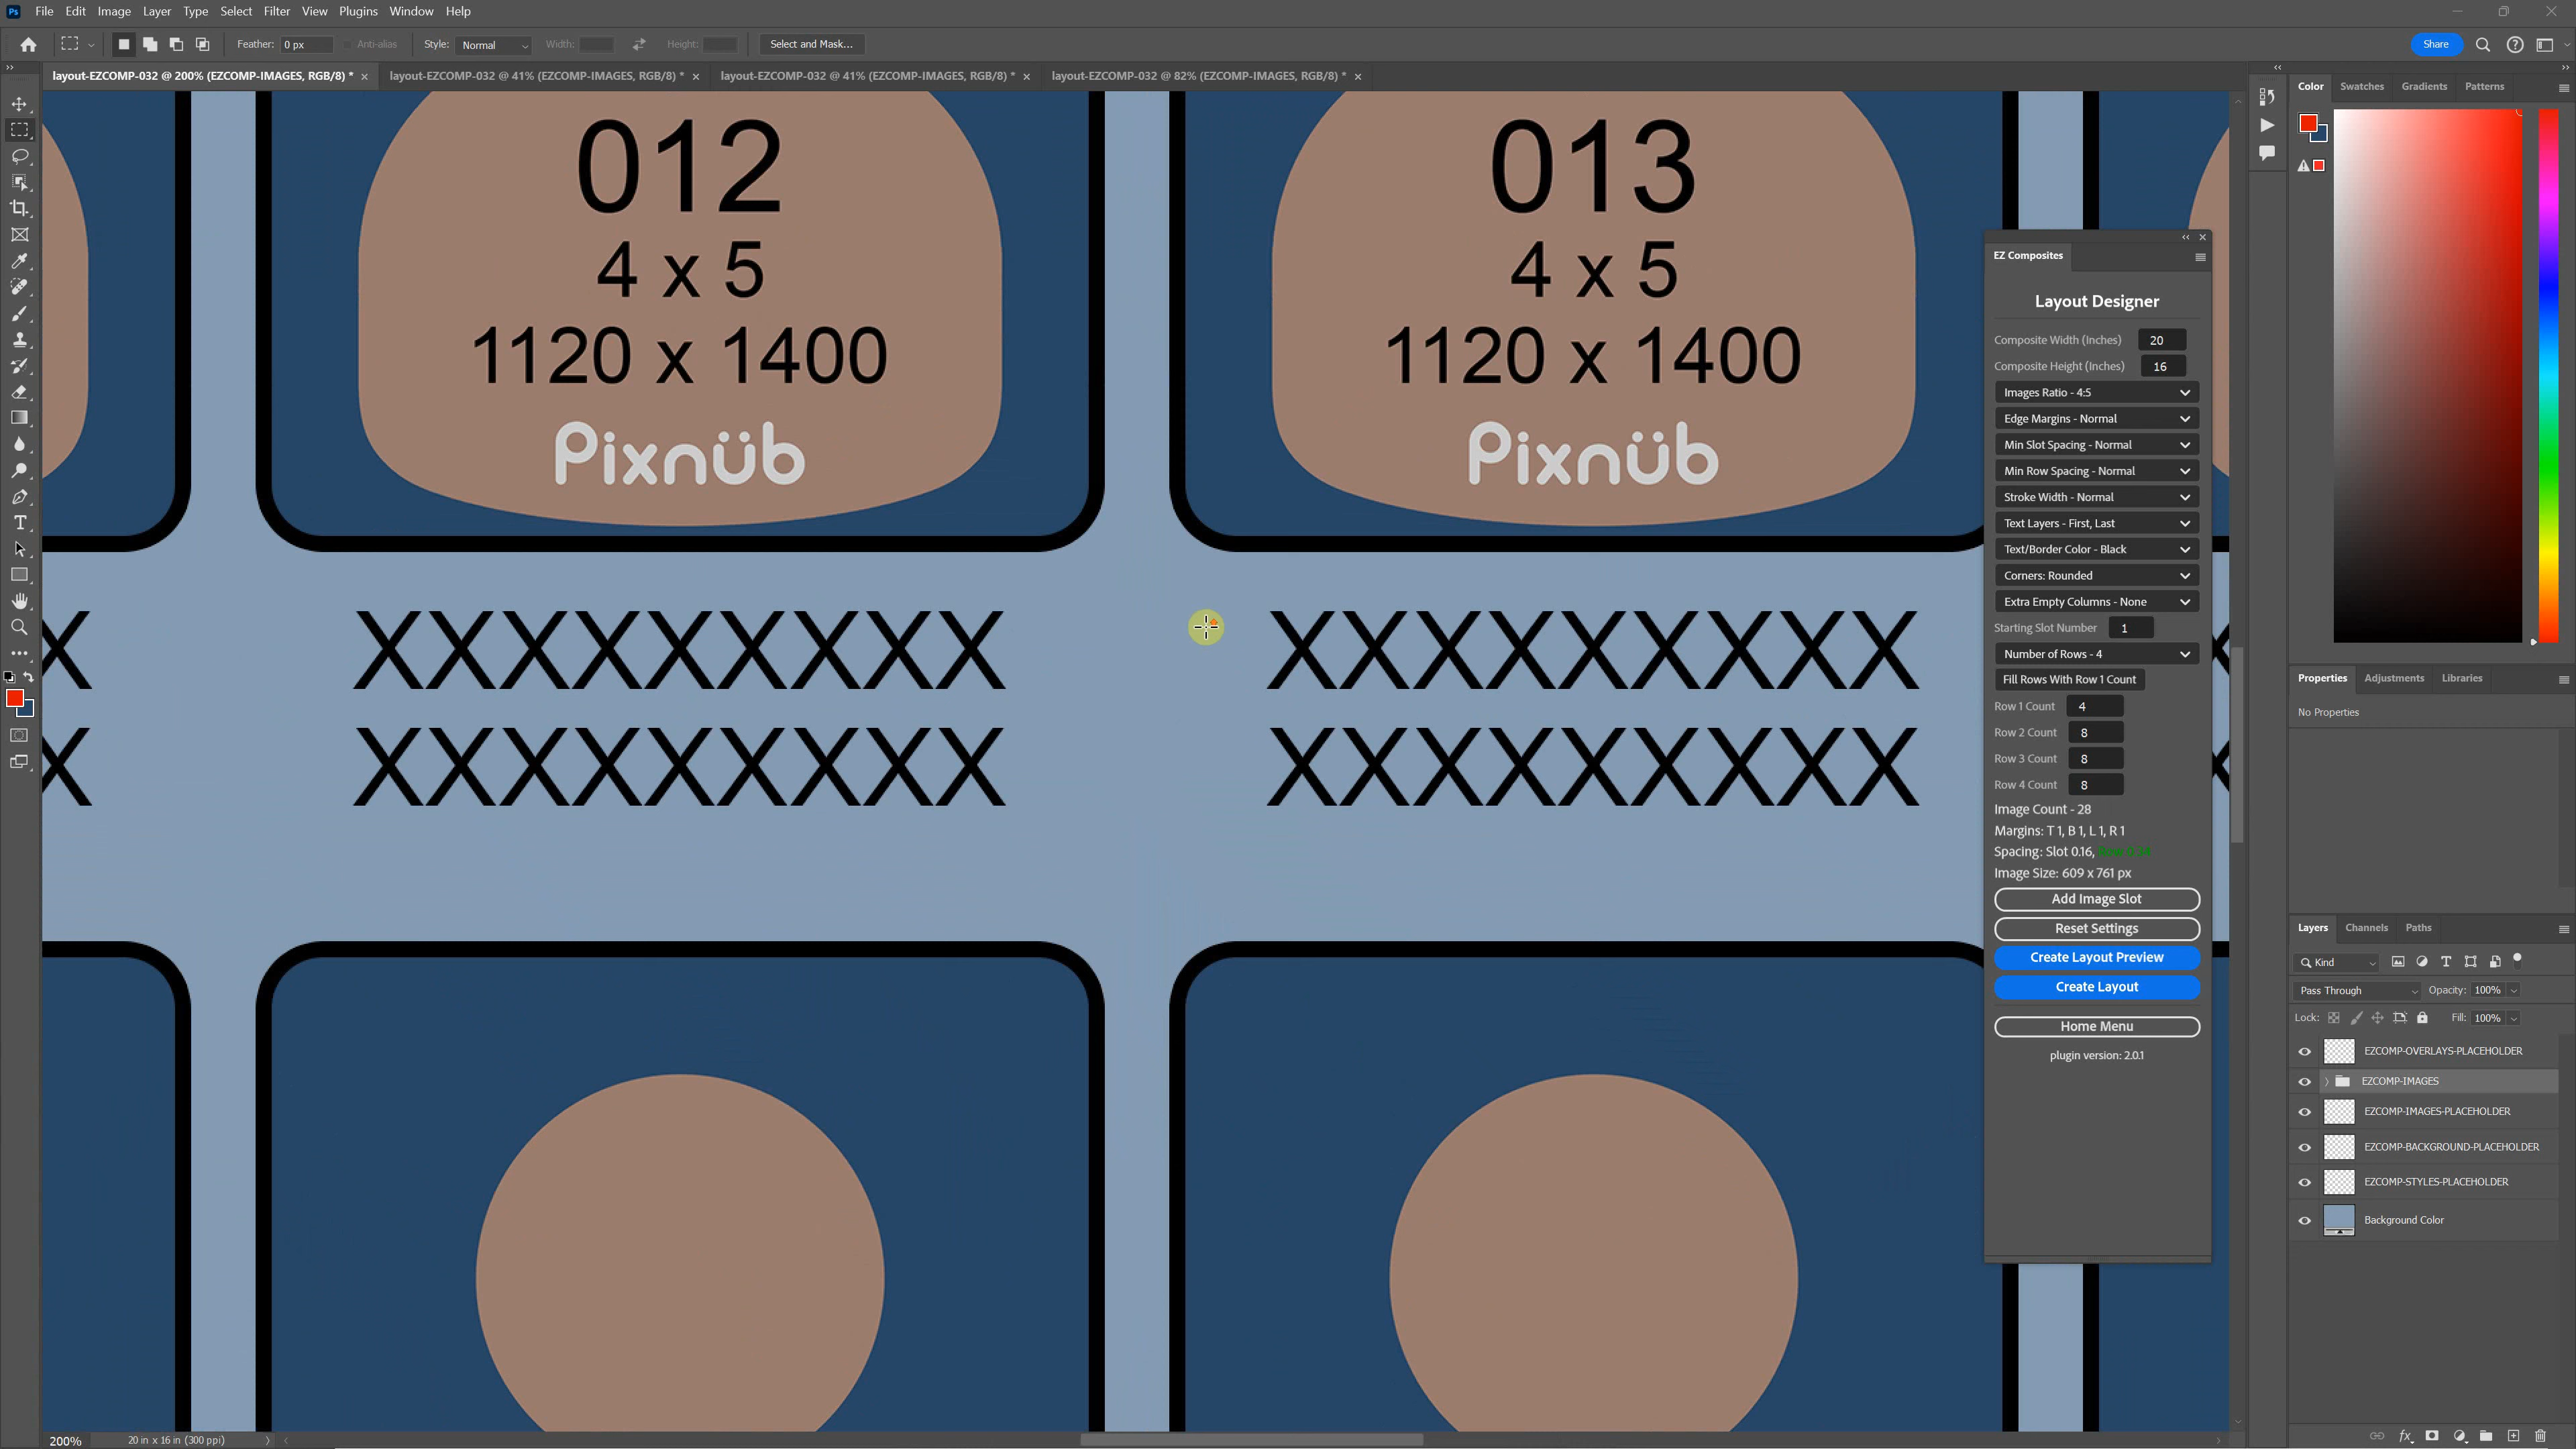 Ps File Edit Image Layer Type Select Filter View Plugins Window Help
Feather: 0 px Anti-alias Style: Normal Width: Height: Select and Mask... Share
layout-EZCOMP-032 @ 200% (EZCOMP-IMAGES, RGB/8) * layout-EZCOMP-032 @ 41% (EZCOMP-IMAGES, RGB/8) * layout-EZCOMP-032 @ 41% (EZCOMP-IMAGES, RGB/8) * layout-EZCOMP-032 @ 82% (EZCOMP-IMAGES, RGB/8) *
012
4 x 5
1120 x 1400
Pixnüb
013
4 x 5
1120 x 1400
Pixnüb
X XXXXXXXXX XXXXXXXXX X
X XXXXXXXXX XXXXXXXXX X
EZ Composites
Layout Designer
Composite Width (Inches) 20
Composite Height (Inches) 16
Images Ratio - 4:5
Edge Margins - Normal
Min Slot Spacing - Normal
Min Row Spacing - Normal
Stroke Width - Normal
Text Layers - First, Last
Text/Border Color - Black
Corners: Rounded
Extra Empty Columns - None
Starting Slot Number 1
Number of Rows - 4
Fill Rows With Row 1 Count
Row 1 Count 4
Row 2 Count 8
Row 3 Count 8
Row 4 Count 8
Image Count - 28
Margins: T 1, B 1, L 1, R 1
Spacing: Slot 0.16,
Image Size: 609 x 761 px
Add Image Slot
Reset Settings
Create Layout Preview
Create Layout
Home Menu
plugin version: 2.0.1
Color Swatches Gradients Patterns
Properties Adjustments Libraries
No Properties
Layers Channels Paths
Kind
Pass Through Opacity: 100%
Lock: Fill: 100%
EZCOMP-OVERLAYS-PLACEHOLDER
EZCOMP-IMAGES
EZCOMP-IMAGES-PLACEHOLDER
EZCOMP-BACKGROUND-PLACEHOLDER
EZCOMP-STYLES-PLACEHOLDER
Background Color
200% 20 in x 16 in (300 ppi)
fx